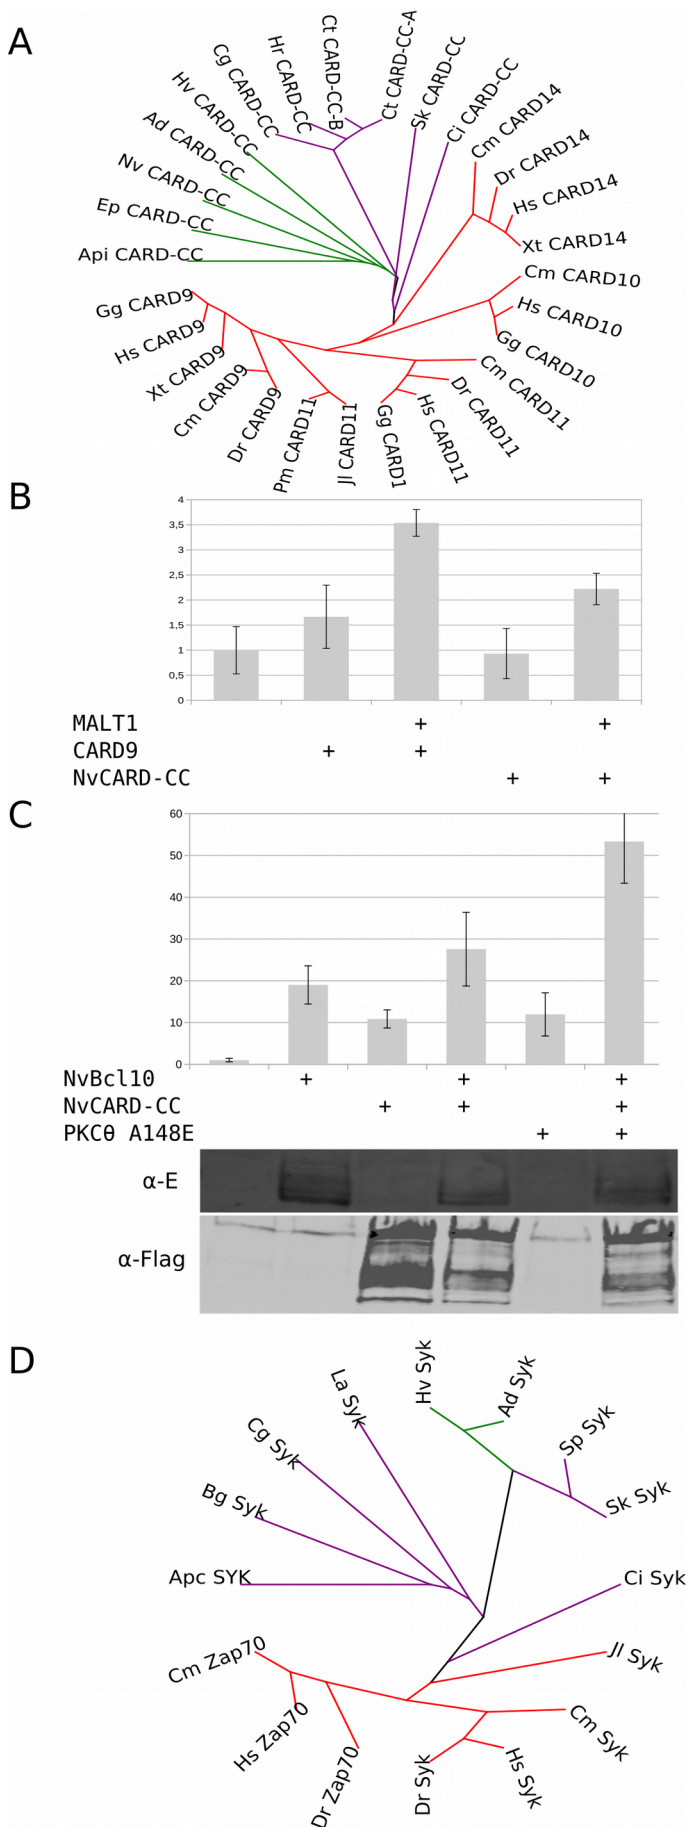 A
Ct CARD-CC-A
Ct CARD-CC-B
Hr CARD-CC
Cg CARD-CC
Sk CARD-CC
Ci CARD-CC
Hv CARD-CC
Cm CARD14
Ad CARD-CC
Dr CARD14
Nv CARD-CC
Hs CARD14
Ep CARD-CC
Xt CARD14
Api CARD-CC
Cm CARD10
Gg CARD9
Hs CARD10
Hs CARD9
Gg CARD10
Xt CARD9
Cm CARD11
Cm CARD9
Dr CARD11
Dr CARD9
Hs CARD11
Pm CARD11
Jl CARD11
Gg CARD1
B
4
3,5
3
2,5
2
1,5
1
0,5
0
MALT1 + +
CARD9 + +
NvCARD-CC + +
C
60
50
40
30
20
10
0
NvBcl10 + + +
NvCARD-CC + + +
PKCθ A148E + +
α-E
α-Flag
D
Hv Syk
Ad Syk
La Syk
Sp Syk
Cg Syk
Sk Syk
Bg Syk
Apc SYK
Ci Syk
Cm Zap70
Jl Syk
Hs Zap70
Cm Syk
Dr Zap70
Dr Syk
Hs Syk